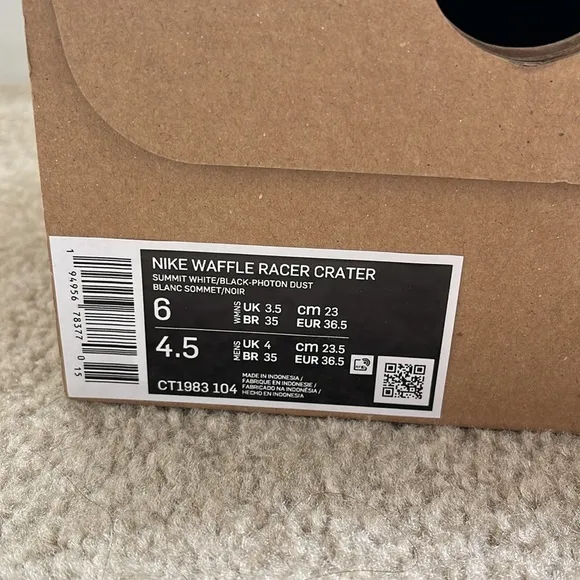 1 94956 78377 0 15
NIKE WAFFLE RACER CRATER
SUMMIT WHITE/BLACK-PHOTON DUST
BLANC SOMMET/NOIR
6 WMNS UK 3.5 cm 23
BR 35 EUR 36.5
4.5 MENS UK 4 cm 23.5
BR 35 EUR 36.5
CT1983 104
MADE IN INDONESIA /
FABRIQUE EN INDONESIE /
FABRICADO NA INDONÉSIA /
HECHO EN INDONESIA